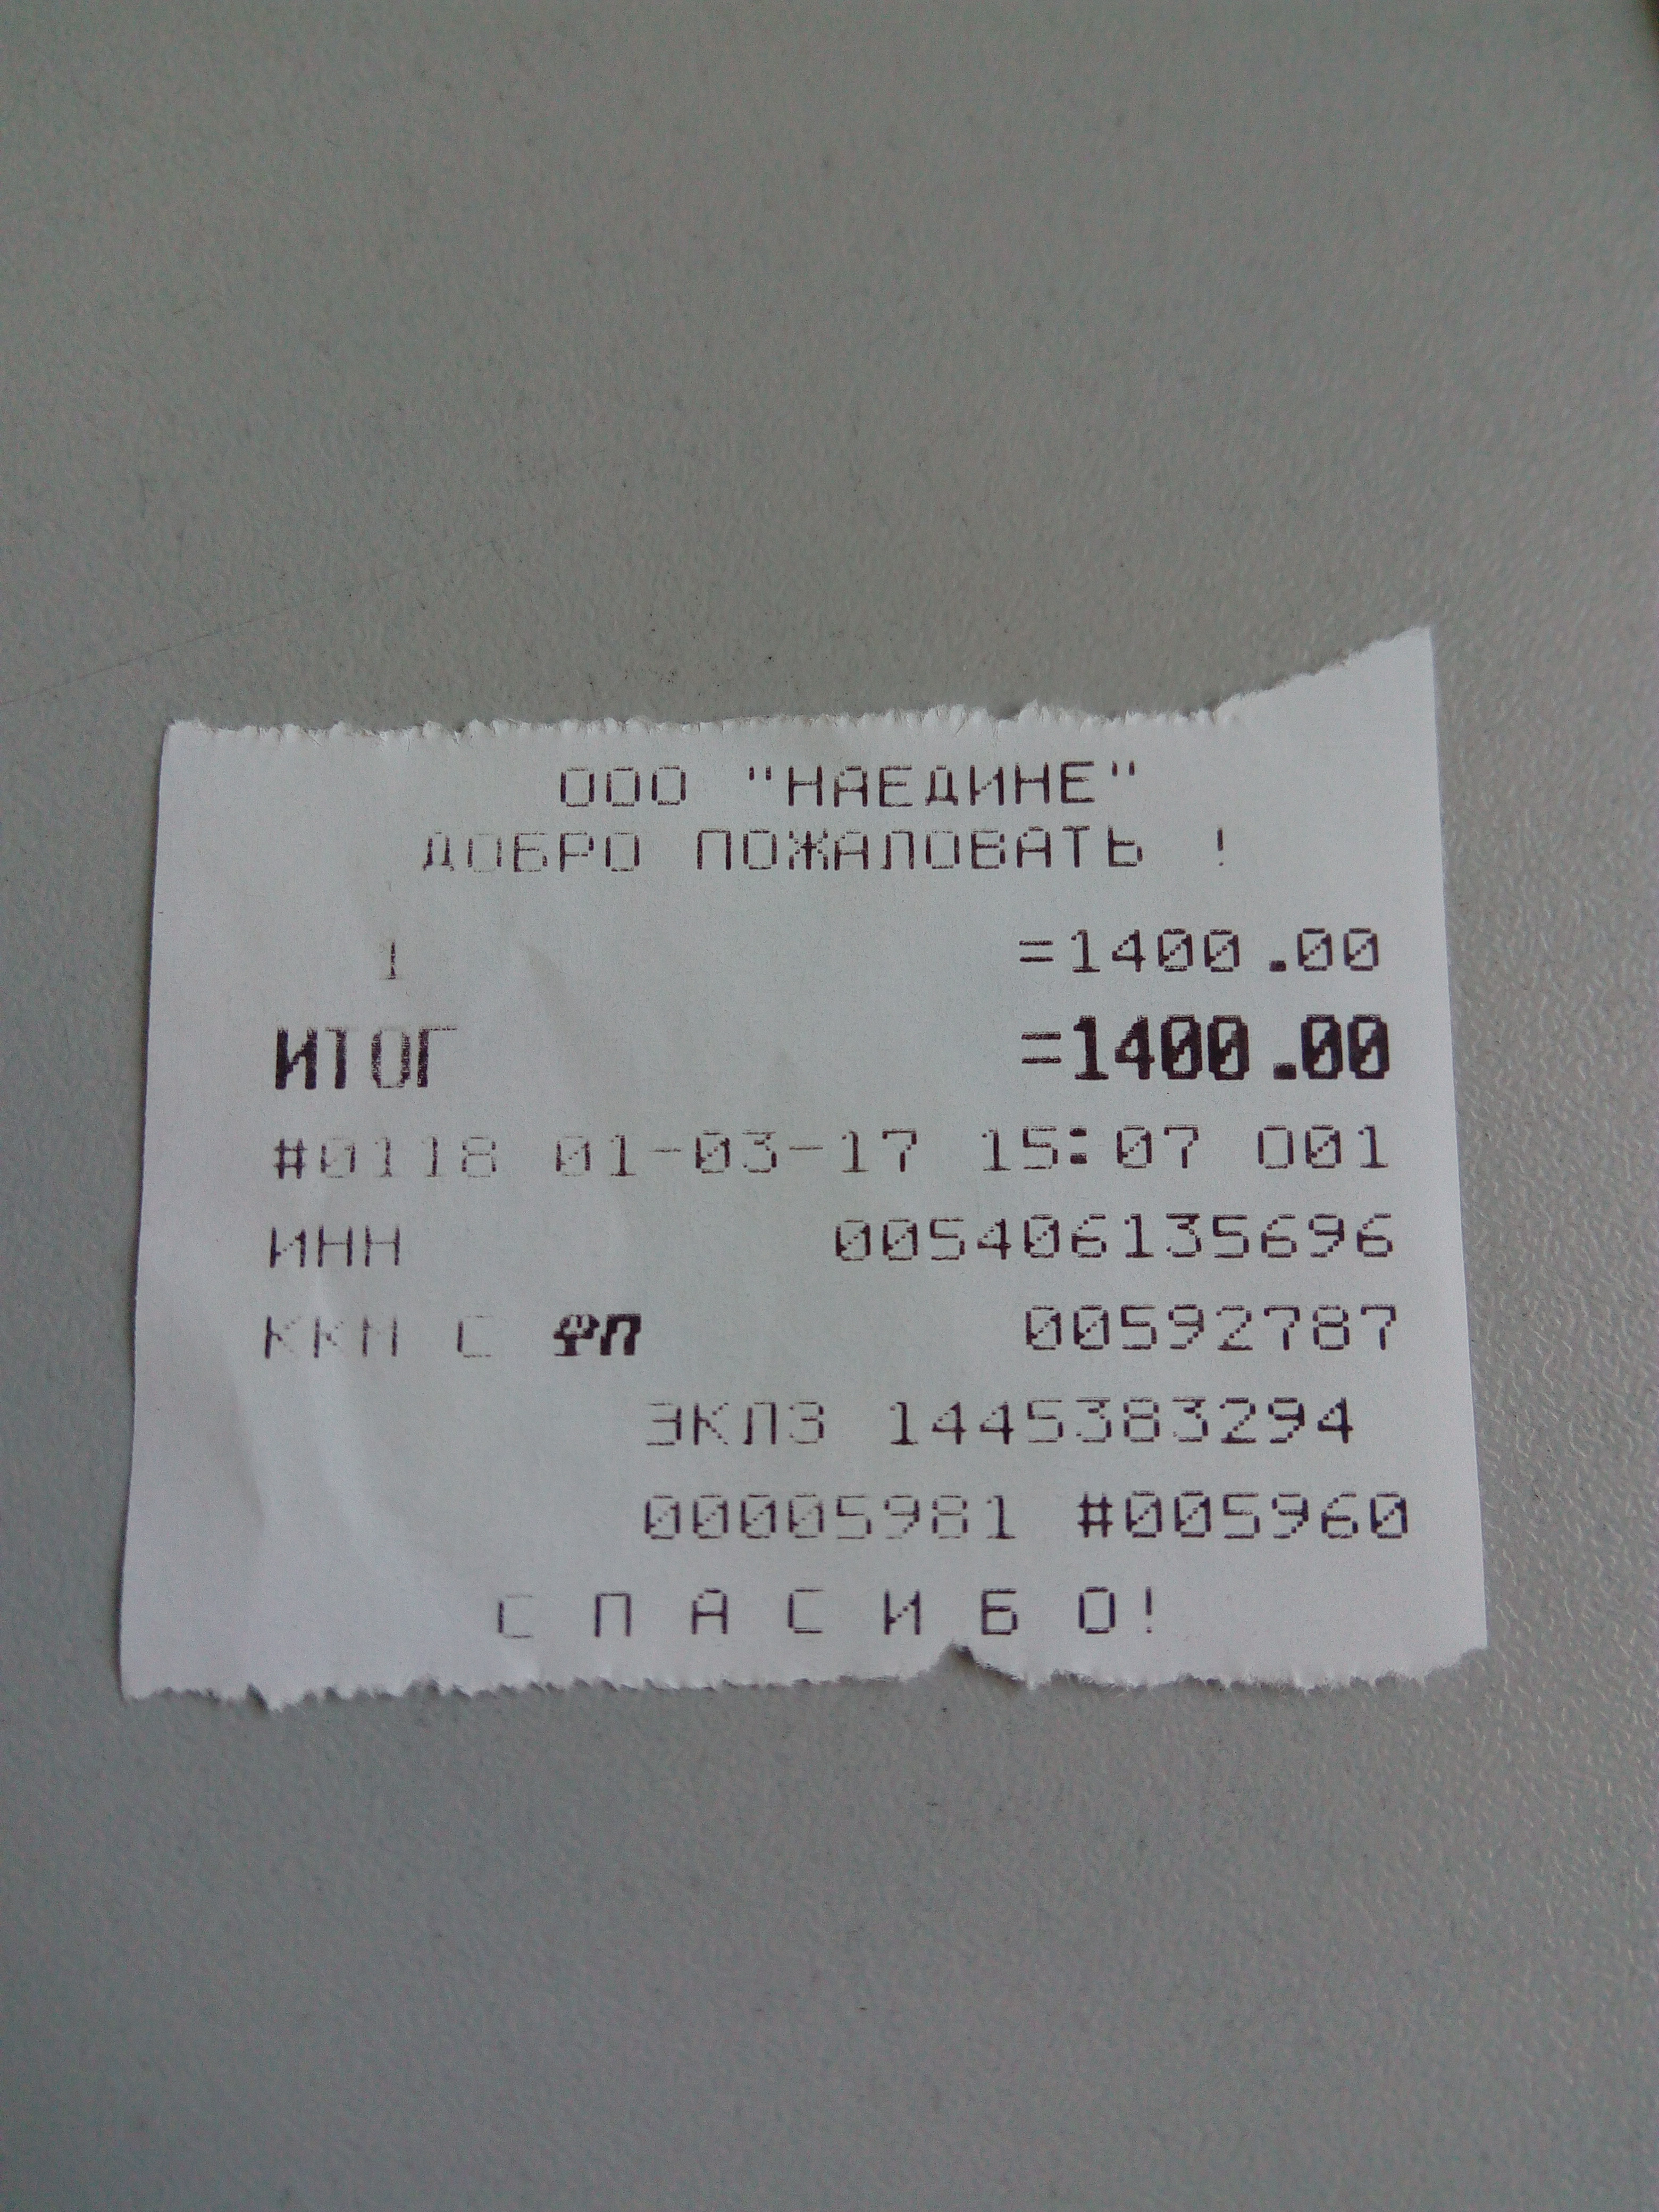 ООО "НАЕДИНЕ"
ДОБРО ПОЖАЛОВАТЬ !
1 =1400.00
ИТОГ =1400.00
#0118 01-03-17 15:07 О01
ИНН 005406135696
ККМ С ФП 00592787
ЭКЛЗ 1445383294
00005981 #005960
С П А С И Б О!